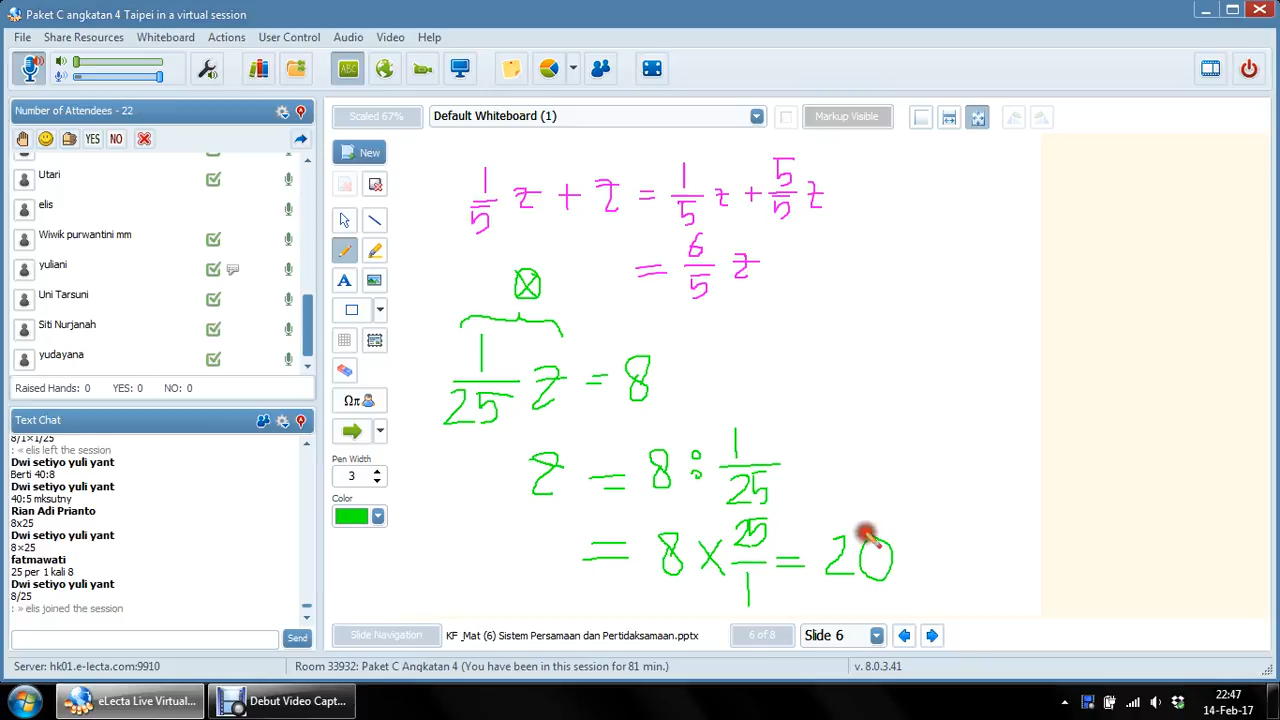 Paket C angkatan 4 Taipei in a virtual session
File Share Resources Whiteboard Actions User Control Audio Video Help
Number of Attendees - 22
YES NO
Utari
elis
Wiwik purwantini mm
yuliani
Uni Tarsuni
Siti Nurjanah
yudayana
Raised Hands: 0 YES: 0 NO: 0
Text Chat
8/1×1/25
: « elis left the session
Dwi setiyo yuli yant
Berti 40:8
Dwi setiyo yuli yant
40:5 mksutny
Rian Adi Prianto
8x25
Dwi setiyo yuli yant
8×25
fatmawati
25 per 1 kali 8
Dwi setiyo yuli yant
8/25
: » elis joined the session
Send
Scaled 67% Default Whiteboard (1) Markup Visible
ABC
New
A
Ωπ
Pen Width
3
Color
1/5 z + z = 1/5 z + 5/5 z
= 6/5 z
1/25 z = 8
z = 8 : 1/25
= 8 × 25/1 = 20
Slide Navigation KF_Mat (6) Sistem Persamaan dan Pertidaksamaan.pptx 6 of 8 Slide 6
Server: hk01.e-lecta.com:9910 Room 33932: Paket C Angkatan 4 (You have been in this session for 81 min.) v. 8.0.3.41
eLecta Live Virtual... Debut Video Capt...
22:47
14-Feb-17